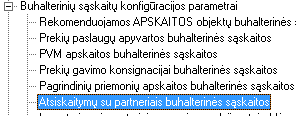 Buhalterinių sąskaitų konfigūracijos parametrai
Rekomenduojamos APSKAITOS objektų buhalterinės s
Prekių paslaugų apyvartos buhalterinės sąskaitos
PVM apskaitos buhalterinės sąskaitos
Prekių gavimo konsignacijai buhalterinės sąskaitos
Pagrindinių priemonių apskaitos buhalterinės sąskaitos
Atsiskaitymų su partneriais buhalterinės sąskaitos